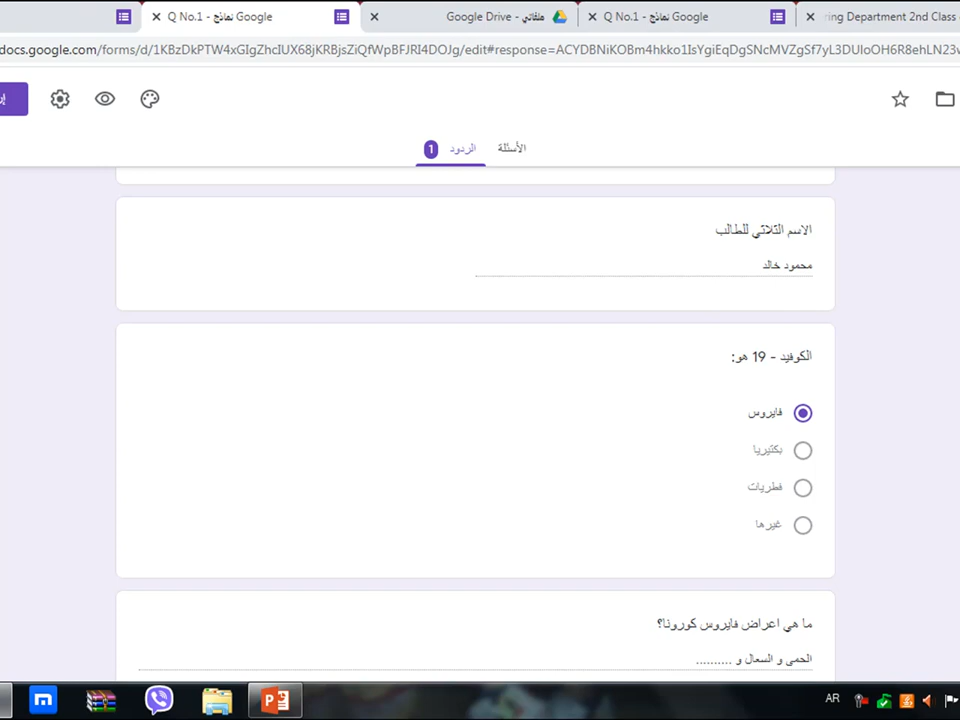 Q No.1 - نماذج Google
ملفاتي - Google Drive
Q No.1 - نماذج Google
ring Department 2nd Class -
docs.google.com/forms/d/1KBzDkPTW4xGIgZhcIUX68jKRBjsZiQfWpBFJRI4DOJg/edit#response=ACYDBNiKOBm4hkko1IsYgiEqDgSNcMVZgSf7yL3DUloOH6R8ehLN23w
الأسئلة
الردود 1
الاسم الثلاثي للطالب
محمود خالد
الكوفيد - 19 هو:
فايروس
بكتيريا
فطريات
غيرها
ما هي اعراض فايروس كورونا؟
الحمى و السعال و ..........
AR